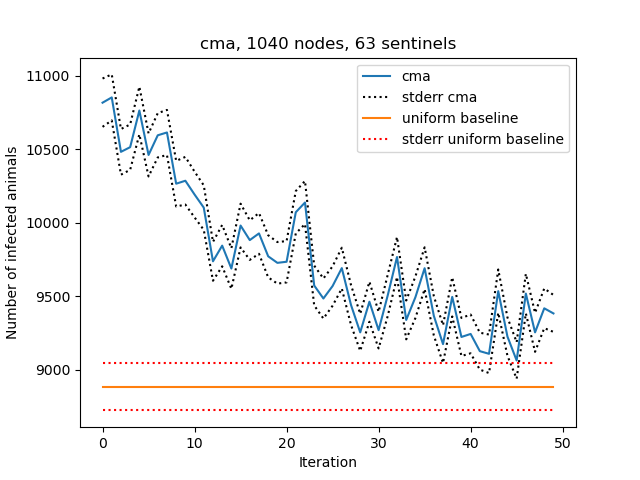 cma, 1040 nodes, 63 sentinels
cma
stderr cma
uniform baseline
stderr uniform baseline
Number of infected animals
11000
10500
10000
9500
9000
0 10 20 30 40 50
Iteration